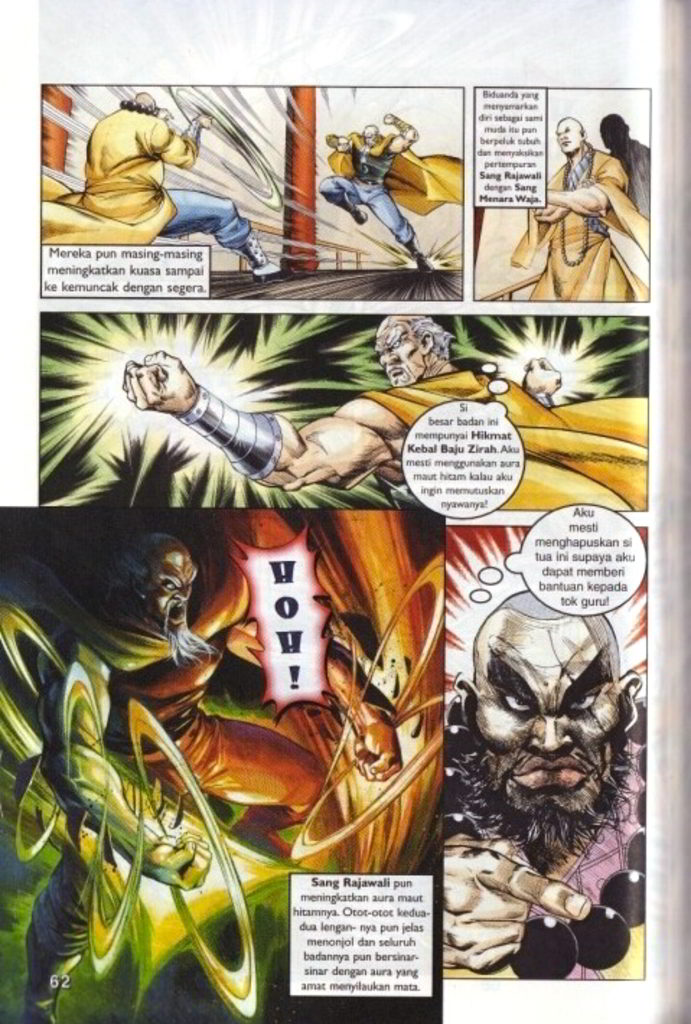 Mereka pun masing-masing
meningkatkan kuasa sampai
ke kemuncak dengan segera.
Biduanda yang
menyamarkan
diri sebagai sami
muda itu pun
berpeluk tubuh
dan menyaksikan
pertempuran
Sang Rajawali
dengan Sang
Menara Waja.
Si
besar badan ini
mempunyai Hikmat
Kebal Baju Zirah. Aku
mesti menggunakan aura
maut hitam kalau aku
ingin memutuskan
nyawanya!
HOH!
Sang Rajawali pun
meningkatkan aura maut
hitamnya. Otot-otot kedua-
dua lengan- nya pun jelas
menonjol dan seluruh
badannya pun bersinar-
sinar dengan aura yang
amat menyilaukan mata.
Aku
mesti
menghapuskan si
tua ini supaya aku
dapat memberi
bantuan kepada
tok guru!
62